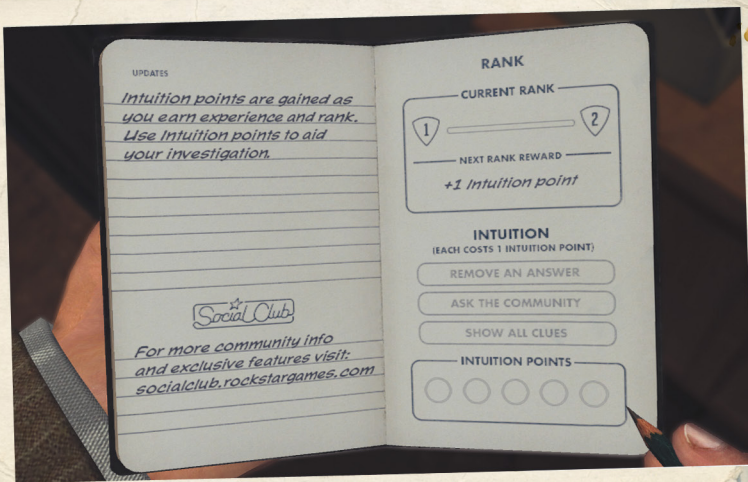 UPDATES
Intuition points are gained as
you earn experience and rank.
Use Intuition points to aid
your investigation.
Social Club
For more community info
and exclusive features visit:
socialclub.rockstargames.com
RANK
CURRENT RANK
1
2
NEXT RANK REWARD
+1 Intuition point
INTUITION
(EACH COSTS 1 INTUITION POINT)
REMOVE AN ANSWER
ASK THE COMMUNITY
SHOW ALL CLUES
INTUITION POINTS